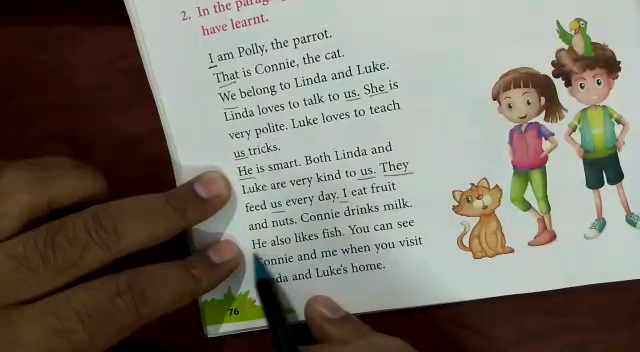 2. In the
have learnt.
I am Polly, the parrot.
That is Connie, the cat.
We belong to Linda and Luke.
Linda loves to talk to us. She is
very polite. Luke loves to teach
us tricks.
He is smart. Both Linda and
Luke are very kind to us. They
feed us every day. I eat fruit
and nuts. Connie drinks milk.
He also likes fish. You can see
onnie and me when you visit
nda and Luke's home.
76